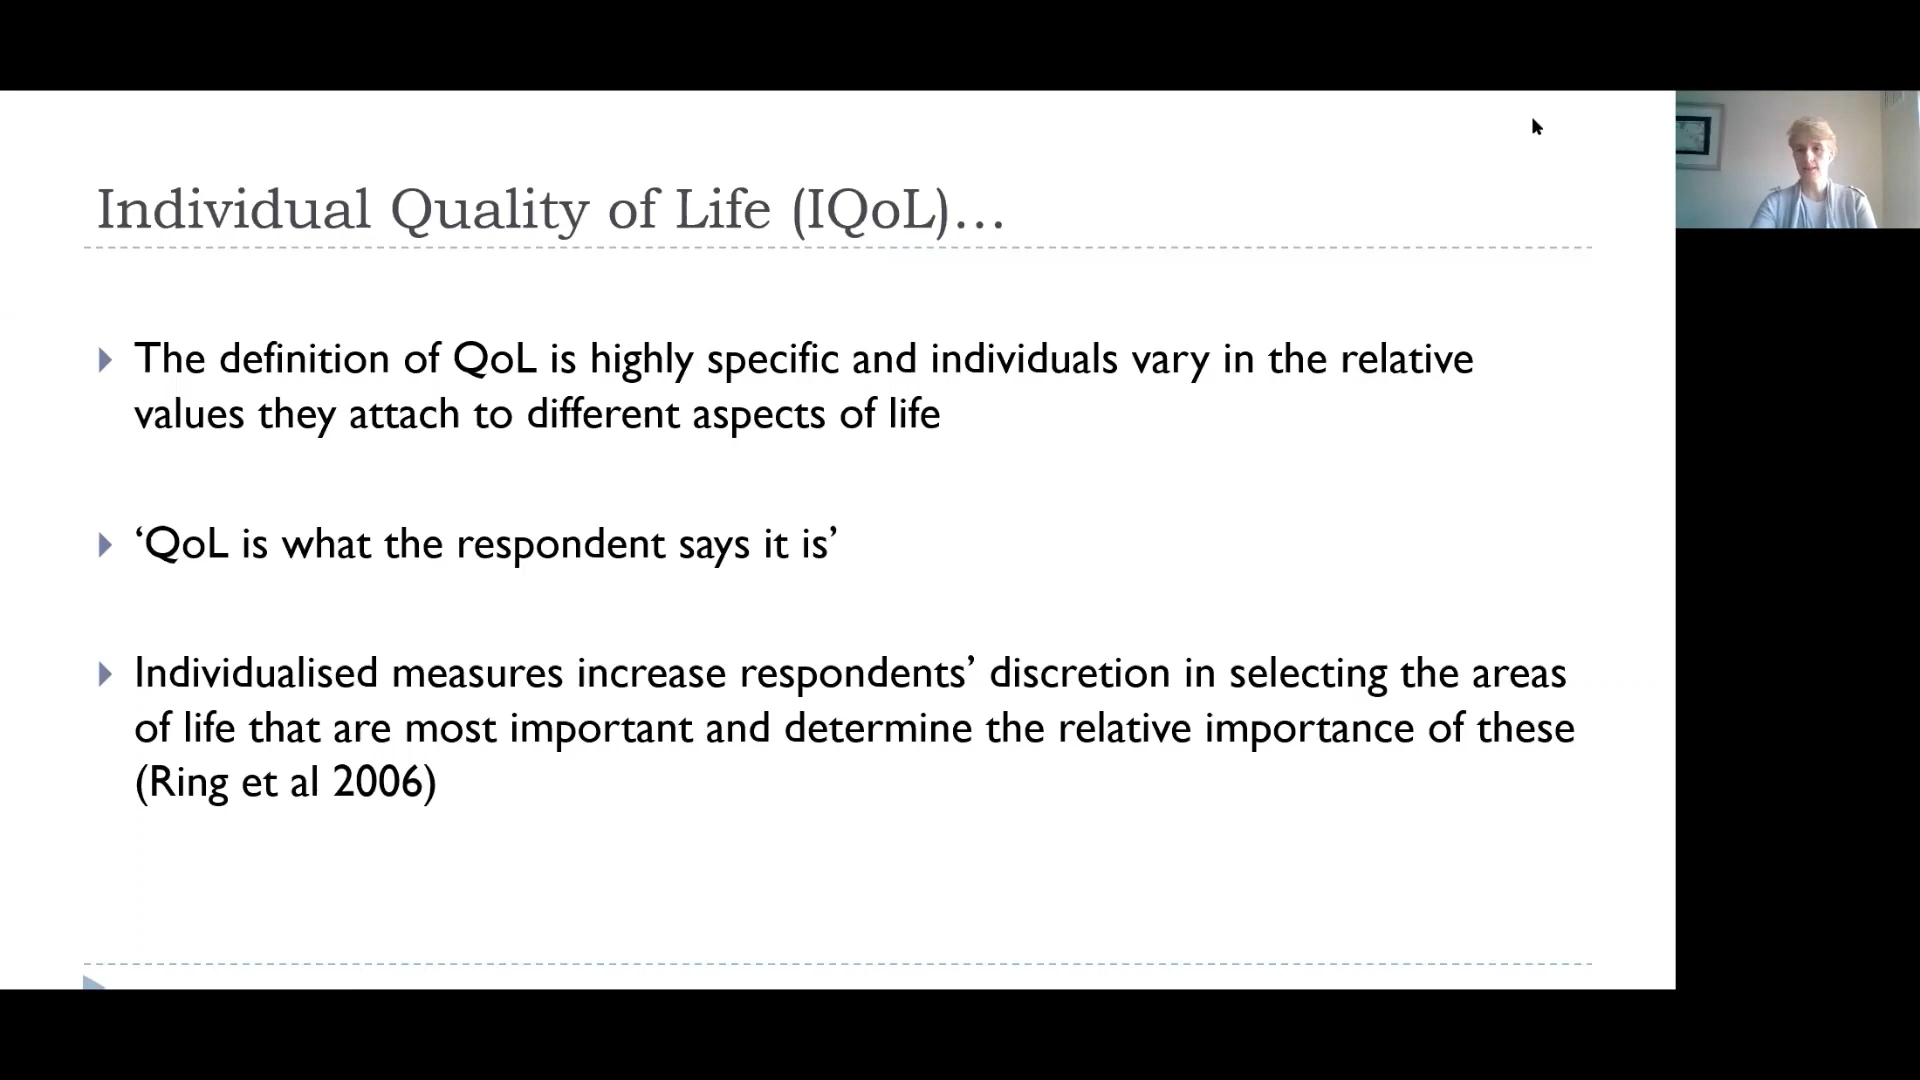 Individual Quality of Life (IQoL)...
The definition of QoL is highly specific and individuals vary in the relative
values they attach to different aspects of life
‘QoL is what the respondent says it is’
Individualised measures increase respondents’ discretion in selecting the areas
of life that are most important and determine the relative importance of these
(Ring et al 2006)